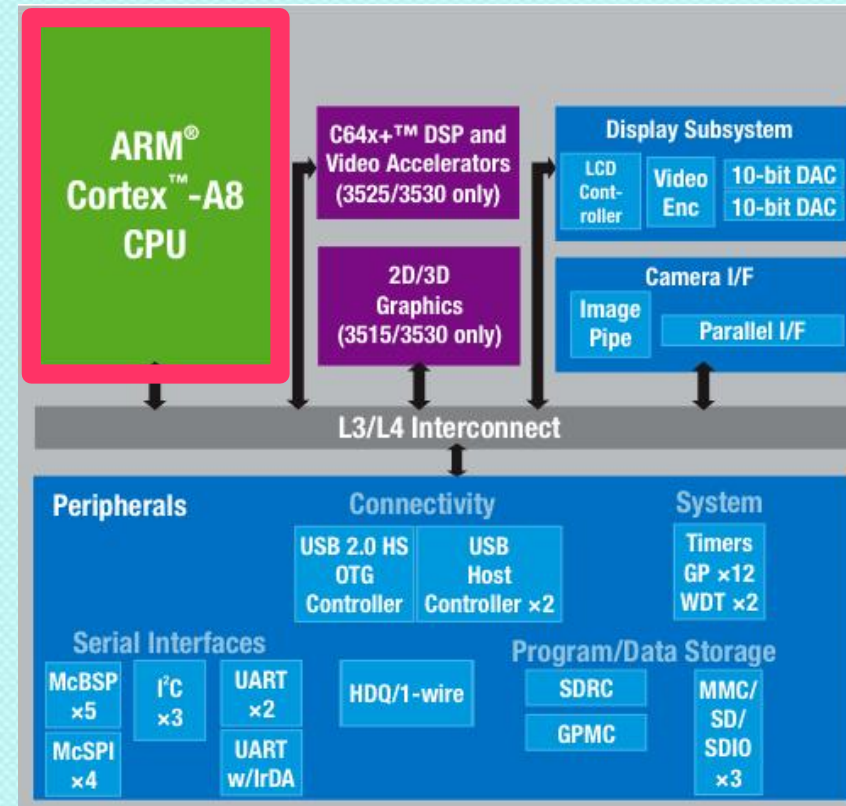 ARM®
Cortex™-A8
CPU
C64x+™ DSP and
Video Accelerators
(3525/3530 only)
2D/3D
Graphics
(3515/3530 only)
Display Subsystem
LCD
Cont-
roller
Video
Enc
10-bit DAC
10-bit DAC
Camera I/F
Image
Pipe
Parallel I/F
L3/L4 Interconnect
Peripherals
Connectivity
USB 2.0 HS
OTG
Controller
USB
Host
Controller ×2
System
Timers
GP ×12
WDT ×2
Serial Interfaces
McBSP
×5
I²C
×3
UART
×2
McSPI
×4
UART
w/IrDA
HDQ/1-wire
Program/Data Storage
SDRC
GPMC
MMC/
SD/
SDIO
×3